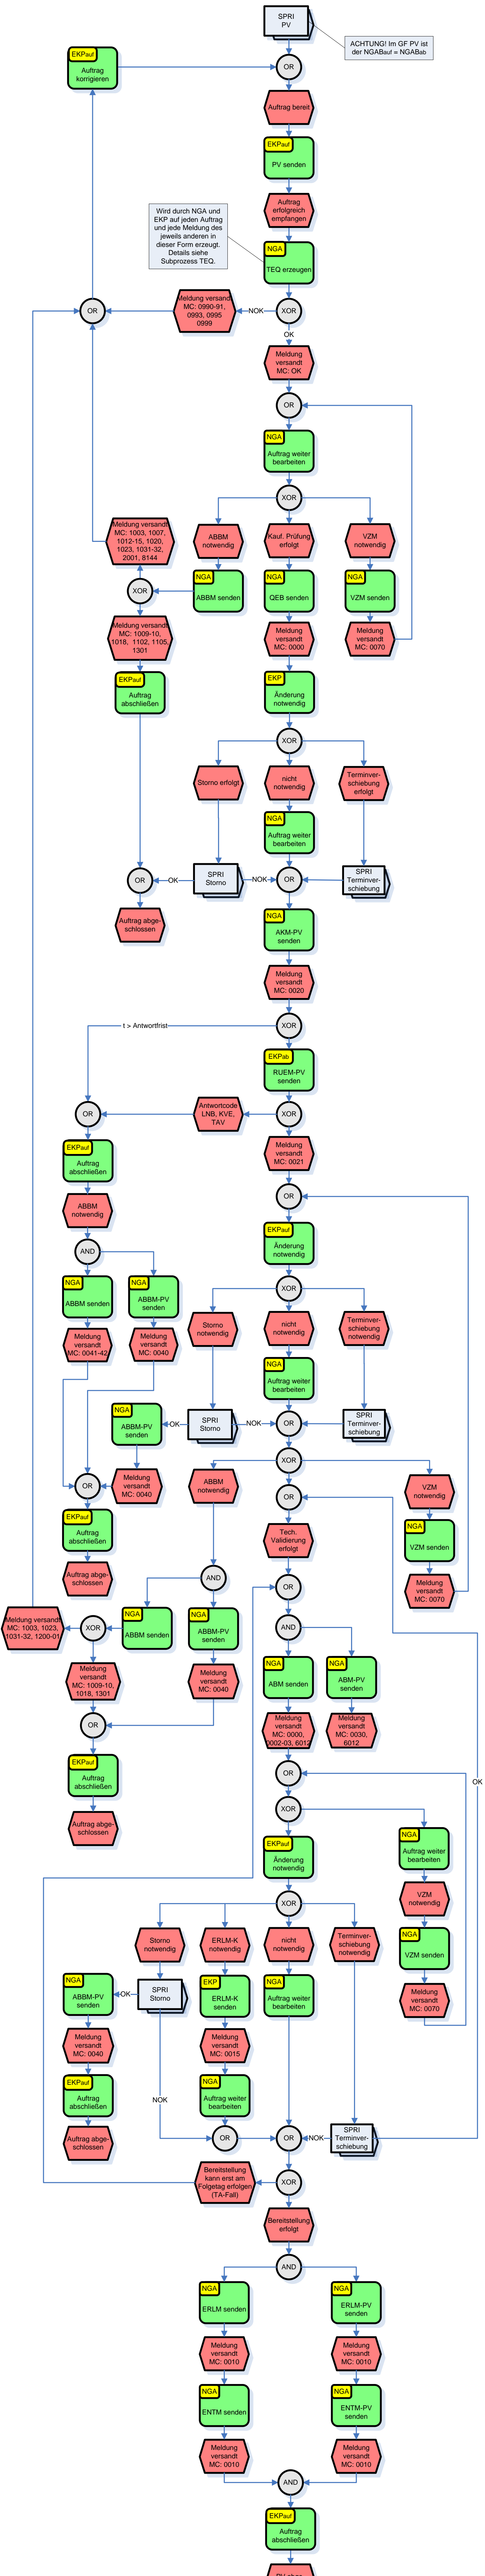 SPRI
PV
ACHTUNG! Im GF PV ist
der NGABauf = NGABab
EKPauf
Auftrag
korrigieren
OR
Auftrag bereit
EKPauf
PV senden
Auftrag
erfolgreich
empfangen
Wird durch NGA und
EKP auf jeden Auftrag
und jede Meldung des
jeweils anderen in
dieser Form erzeugt.
Details siehe
Subprozess TEQ.
NGA
TEQ erzeugen
OR
Meldung versandt
MC: 0990-91,
0993, 0995
0999
NOK
XOR
OK
Meldung
versandt
MC: OK
OR
NGA
Auftrag weiter
bearbeiten
XOR
Meldung versandt
MC: 1003, 1007,
1012-15, 1020,
1023, 1031-32,
2001, 8144
ABBM
notwendig
Kauf. Prüfung
erfolgt
VZM
notwendig
XOR
NGA
ABBM senden
NGA
QEB senden
NGA
VZM senden
Meldung versandt
MC: 1009-10,
1018, 1102, 1105,
1301
Meldung
versandt
MC: 0000
Meldung
versandt
MC: 0070
EKPauf
Auftrag
abschließen
EKP
Änderung
notwendig
XOR
Storno erfolgt
nicht
notwendig
Terminver-
schiebung
erfolgt
NGA
Auftrag weiter
bearbeiten
OR
OK
SPRI
Storno
NOK
OR
SPRI
Terminver-
schiebung
Auftrag abge-
schlossen
NGA
AKM-PV
senden
Meldung
versandt
MC: 0020
t > Antwortfrist
XOR
EKPab
RUEM-PV
senden
OR
Antwortcode
LNB, KVE,
TAV
XOR
EKPauf
Auftrag
abschließen
Meldung
versandt
MC: 0021
ABBM
notwendig
OR
EKPauf
Änderung
notwendig
AND
NGA
ABBM senden
NGA
ABBM-PV
senden
XOR
Meldung
versandt
MC: 0041-42
Meldung
versandt
MC: 0040
Storno
notwendig
nicht
notwendig
Terminver-
schiebung
notwendig
NGA
Auftrag weiter
bearbeiten
NGA
ABBM-PV
senden
OK
SPRI
Storno
NOK
OR
SPRI
Terminver-
schiebung
XOR
OR
Meldung
versandt
MC: 0040
ABBM
notwendig
OR
VZM
notwendig
EKPauf
Auftrag
abschließen
Tech.
Validierung
erfolgt
NGA
VZM senden
Auftrag abge-
schlossen
AND
OR
Meldung
versandt
MC: 0070
Meldung versandt
MC: 1003, 1023,
1031-32, 1200-01
XOR
NGA
ABBM senden
NGA
ABBM-PV
senden
AND
Meldung
versandt
MC: 1009-10,
1018, 1301
Meldung
versandt
MC: 0040
NGA
ABM senden
NGA
ABM-PV
senden
OR
Meldung
versandt
MC: 0000,
0002-03, 6012
Meldung
versandt
MC: 0030,
6012
EKPauf
Auftrag
abschließen
OR
OK
Auftrag abge-
schlossen
XOR
EKPauf
Änderung
notwendig
NGA
Auftrag weiter
bearbeiten
XOR
VZM
notwendig
Storno
notwendig
ERLM-K
notwendig
nicht
notwendig
Terminver-
schiebung
notwendig
NGA
VZM senden
NGA
ABBM-PV
senden
OK
SPRI
Storno
EKP
ERLM-K
senden
NGA
Auftrag weiter
bearbeiten
Meldung
versandt
MC: 0070
Meldung
versandt
MC: 0040
Meldung
versandt
MC: 0015
EKPauf
Auftrag
abschließen
NOK
NGA
Auftrag weiter
bearbeiten
Auftrag abge-
schlossen
OR
OR
NOK
SPRI
Terminver-
schiebung
Bereitstellung
kann erst am
Folgetag erfolgen
(TA-Fall)
XOR
Bereitstellung
erfolgt
AND
NGA
ERLM senden
NGA
ERLM-PV
senden
Meldung
versandt
MC: 0010
Meldung
versandt
MC: 0010
NGA
ENTM senden
NGA
ENTM-PV
senden
Meldung
versandt
MC: 0010
Meldung
versandt
MC: 0010
AND
EKPauf
Auftrag
abschließen